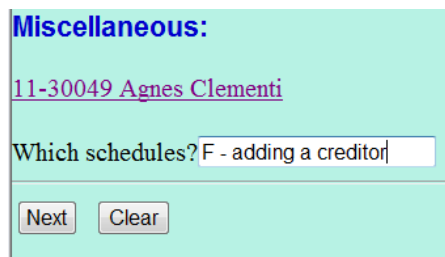 Miscellaneous:
11-30049 Agnes Clementi
Which schedules? F - adding a creditor
Next Clear